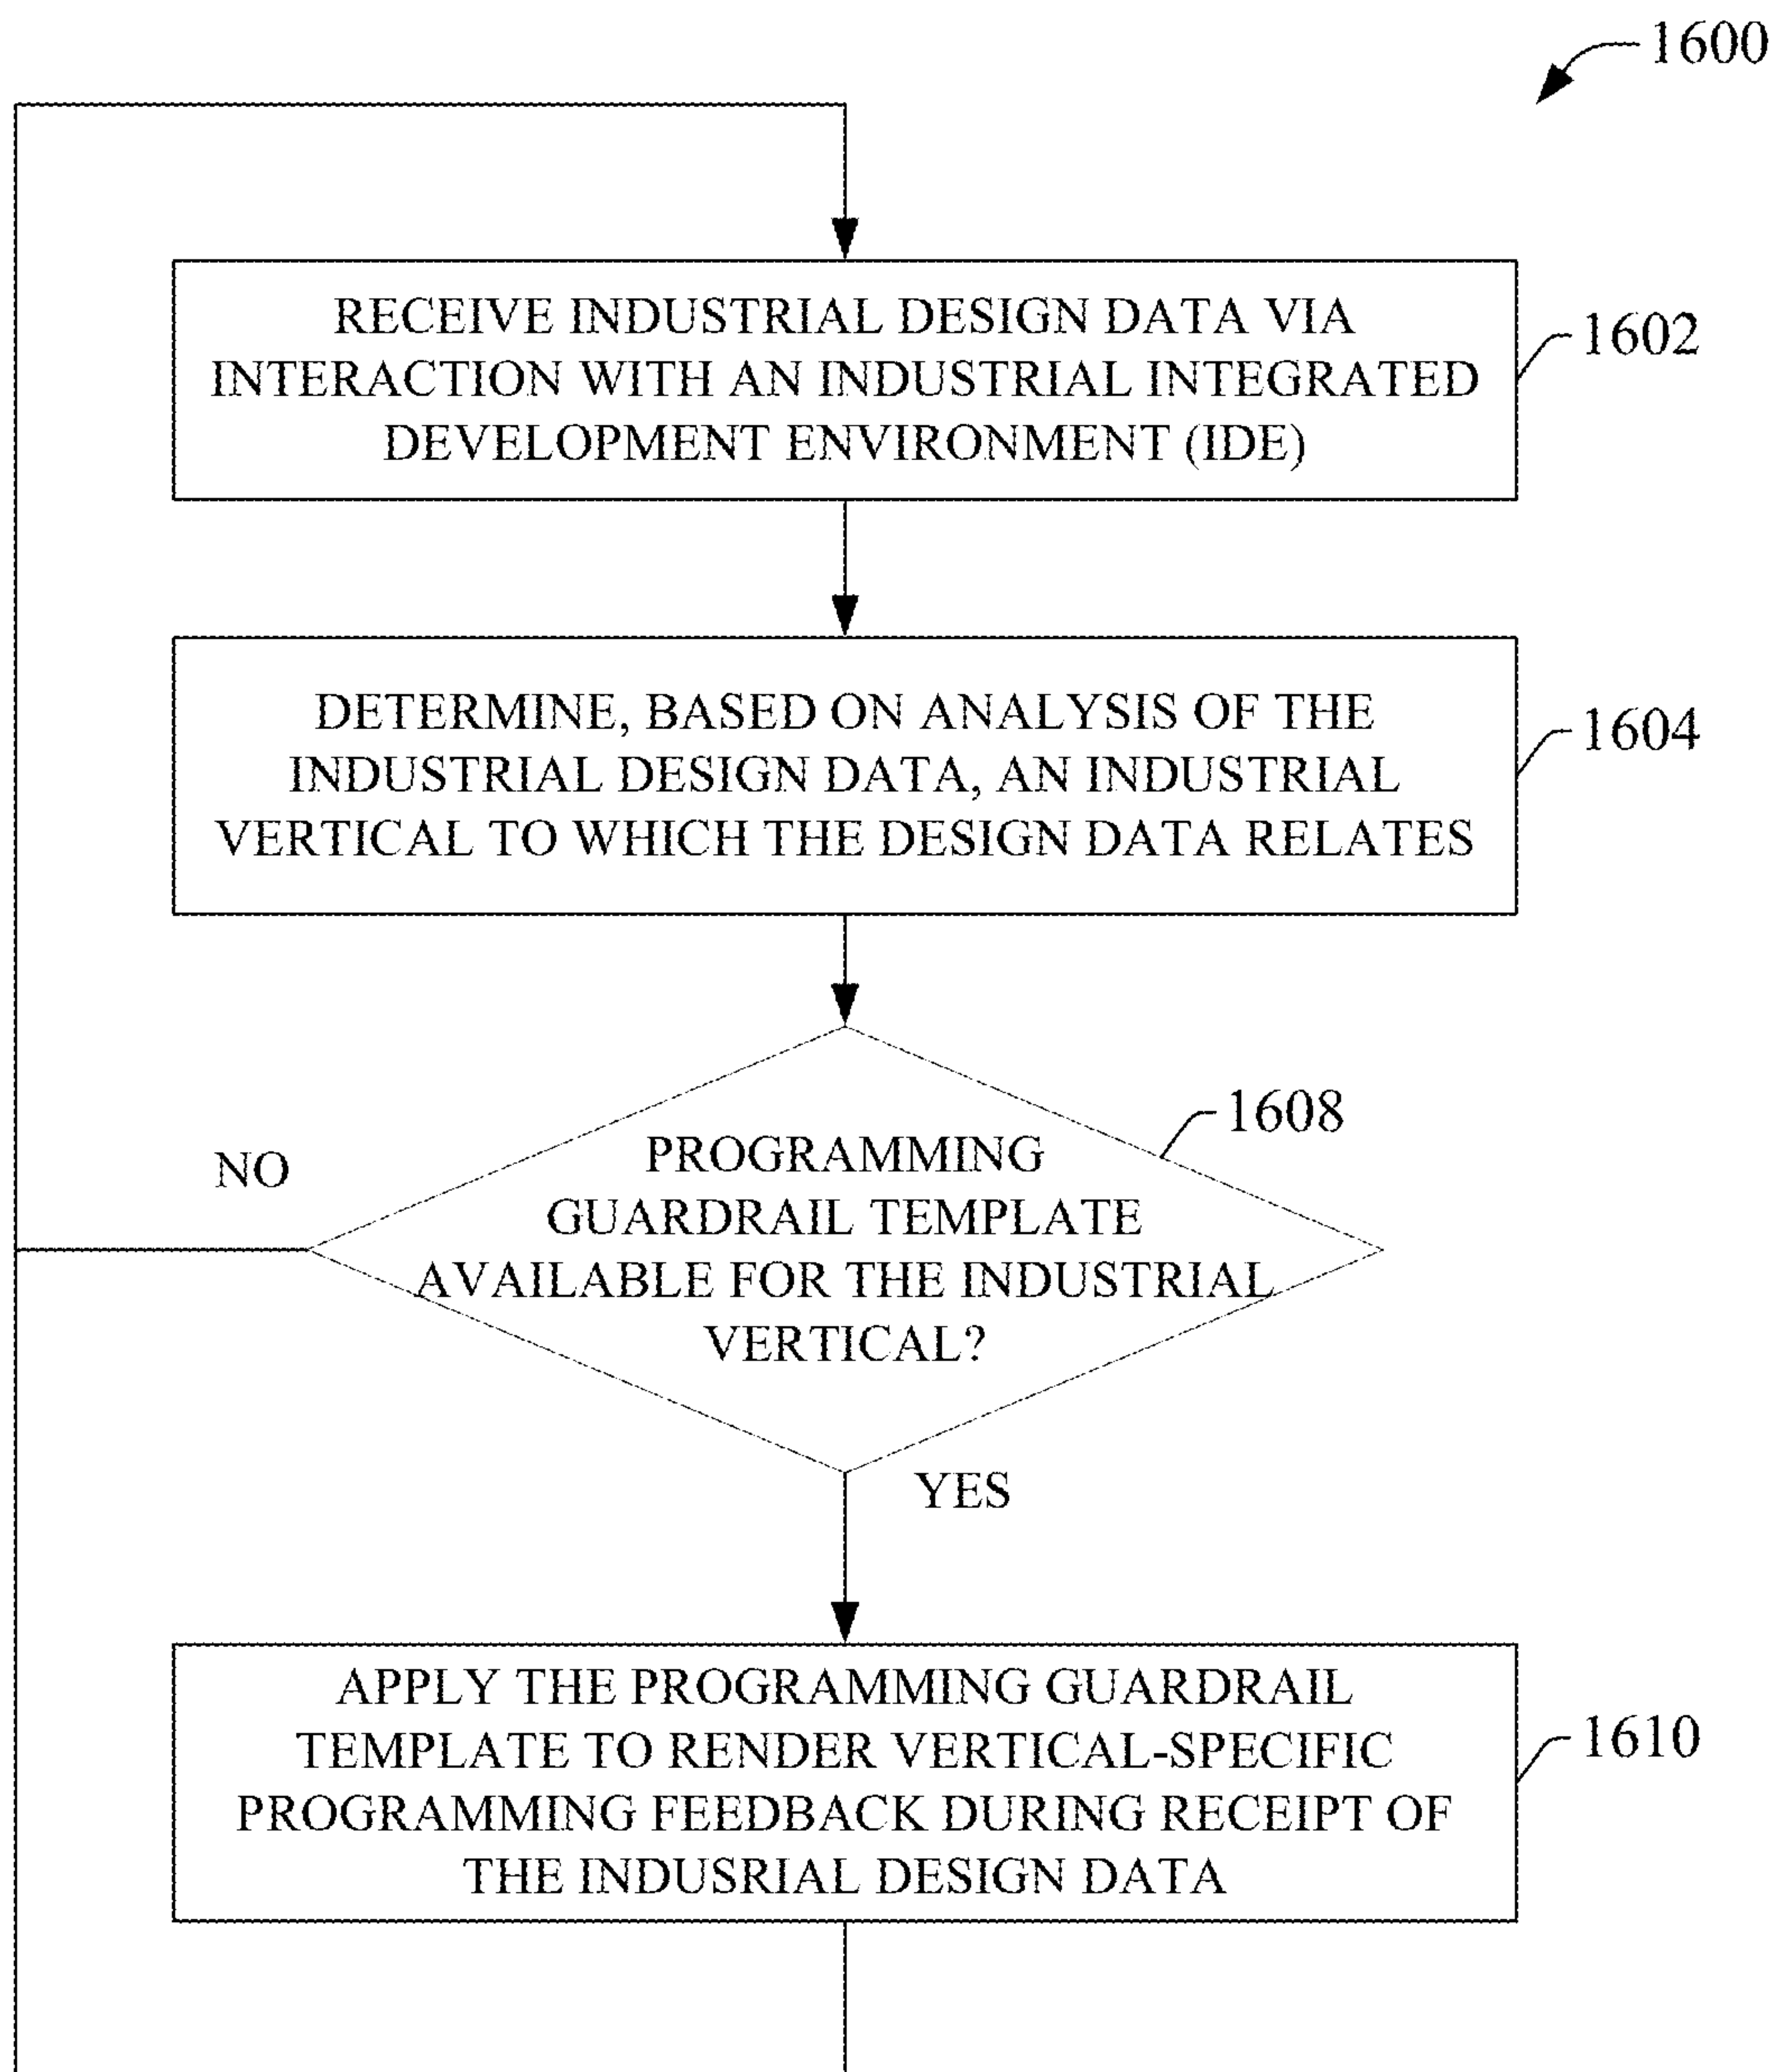 1600
RECEIVE INDUSTRIAL DESIGN DATA VIA
INTERACTION WITH AN INDUSTRIAL INTEGRATED
DEVELOPMENT ENVIRONMENT (IDE)
1602
DETERMINE, BASED ON ANALYSIS OF THE
INDUSTRIAL DESIGN DATA, AN INDUSTRIAL
VERTICAL TO WHICH THE DESIGN DATA RELATES
1604
1608
PROGRAMMING
GUARDRAIL TEMPLATE
AVAILABLE FOR THE INDUSTRIAL
VERTICAL?
NO
YES
APPLY THE PROGRAMMING GUARDRAIL
TEMPLATE TO RENDER VERTICAL-SPECIFIC
PROGRAMMING FEEDBACK DURING RECEIPT OF
THE INDUSRIAL DESIGN DATA
1610